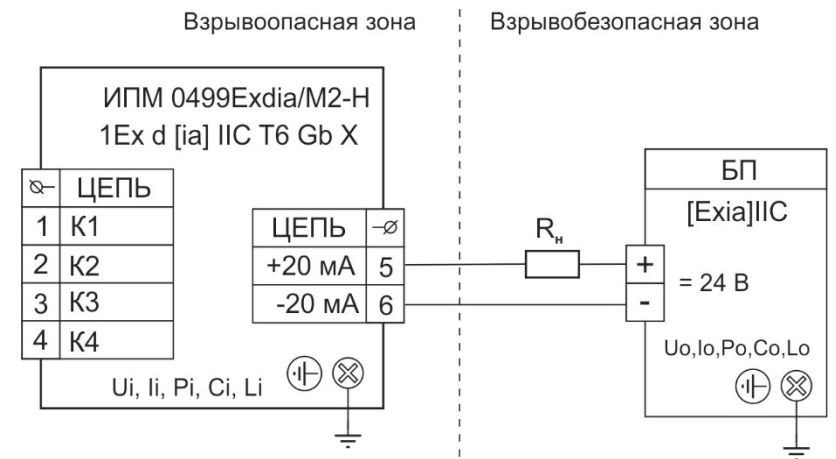 Взрывоопасная зона
Взрывобезопасная зона
ИПМ 0499Exdia/М2-Н
1Ex d [ia] IIC T6 Gb X
ЦЕПЬ
1 К1
2 К2
3 К3
4 К4
ЦЕПЬ
+20 мА 5
-20 мА 6
Ui, Ii, Pi, Ci, Li
Rн
БП
[Exia]IIC
+
= 24 В
-
Uo,Io,Po,Co,Lo